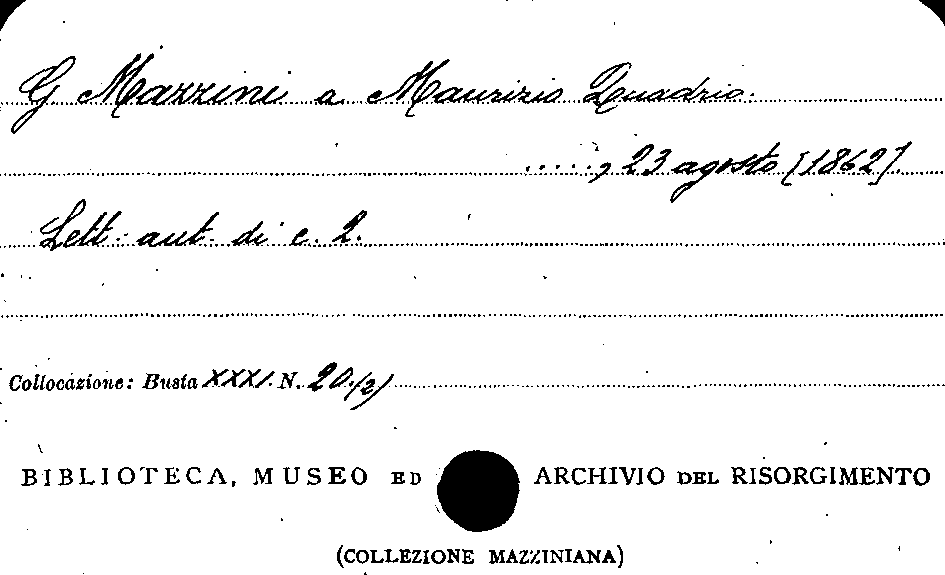 G Mazzini a Maurizio Quadrio.
....., 23 agosto [1862].
Lett. aut. di c. 2.
Collocazione: Busta XXXI. N. 20.(2)
BIBLIOTECA, MUSEO ED ARCHIVIO DEL RISORGIMENTO
(COLLEZIONE MAZZINIANA)